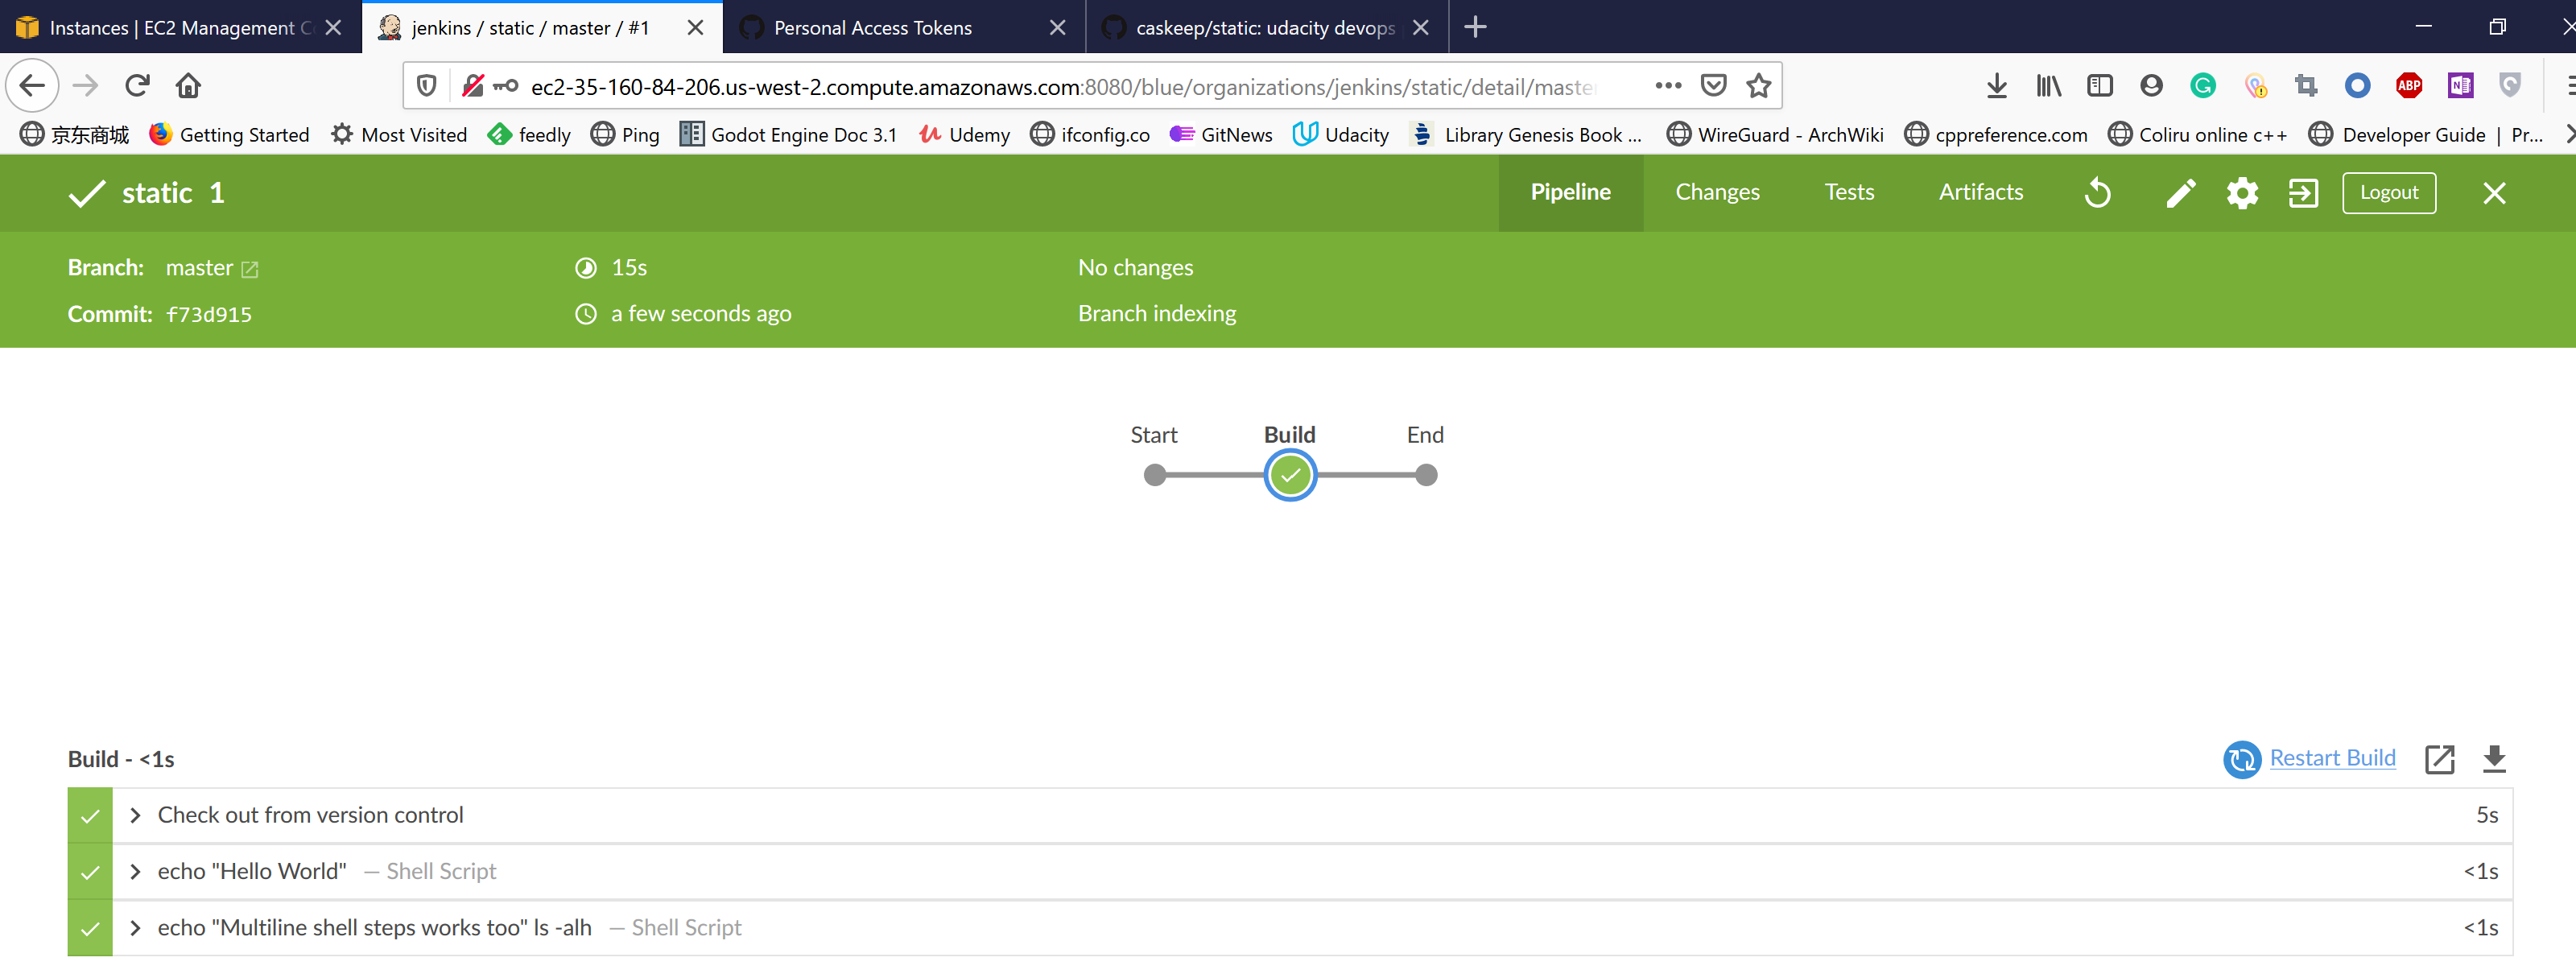 Instances | EC2 Management C
jenkins / static / master / #1
Personal Access Tokens
caskeep/static: udacity devops
ec2-35-160-84-206.us-west-2.compute.amazonaws.com:8080/blue/organizations/jenkins/static/detail/master
ABP
N
京东商城
Getting Started
Most Visited
feedly
Ping
Godot Engine Doc 3.1
Udemy
ifconfig.co
GitNews
Udacity
Library Genesis Book ...
WireGuard - ArchWiki
cppreference.com
Coliru online c++
Developer Guide | Pr...
static 1
Pipeline
Changes
Tests
Artifacts
Logout
Branch: master
15s
No changes
Commit: f73d915
a few seconds ago
Branch indexing
Start
Build
End
Build - <1s
Restart Build
Check out from version control
5s
echo "Hello World" — Shell Script
<1s
echo "Multiline shell steps works too" ls -alh — Shell Script
<1s